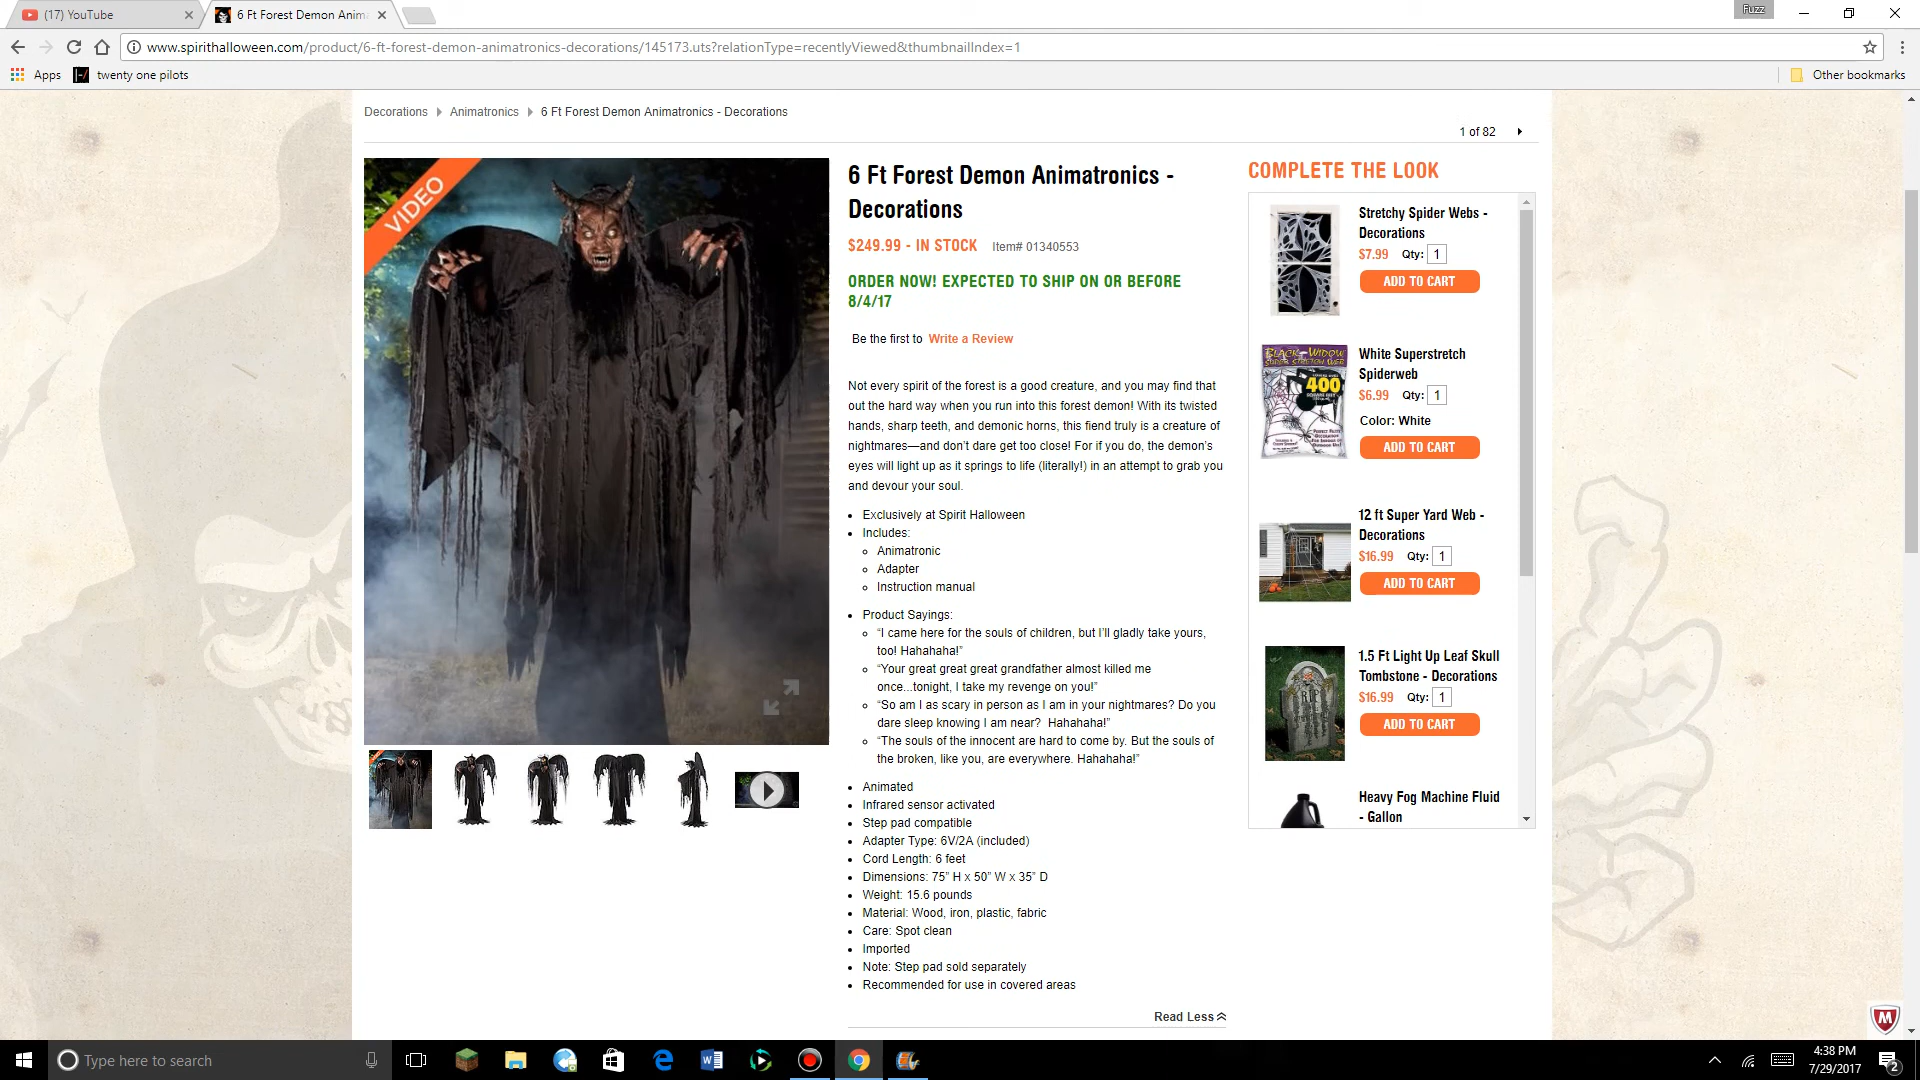 (17) YouTube
6 Ft Forest Demon Anim
Fuzz
www.spirithalloween.com/product/6-ft-forest-demon-animatronics-decorations/145173.uts?relationType=recentlyViewed&thumbnailIndex=1
Apps
twenty one pilots
Other bookmarks
Decorations
Animatronics
6 Ft Forest Demon Animatronics - Decorations
1 of 82
VIDEO
6 Ft Forest Demon Animatronics -
Decorations
$249.99 - IN STOCK Item# 01340553
ORDER NOW! EXPECTED TO SHIP ON OR BEFORE
8/4/17
Be the first to Write a Review
Not every spirit of the forest is a good creature, and you may find that
out the hard way when you run into this forest demon! With its twisted
hands, sharp teeth, and demonic horns, this fiend truly is a creature of
nightmares—and don't dare get too close! For if you do, the demon's
eyes will light up as it springs to life (literally!) in an attempt to grab you
and devour your soul.
Exclusively at Spirit Halloween
Includes:
Animatronic
Adapter
Instruction manual
Product Sayings:
“I came here for the souls of children, but I’ll gladly take yours,
too! Hahahaha!”
“Your great great great grandfather almost killed me
once...tonight, I take my revenge on you!”
“So am I as scary in person as I am in your nightmares? Do you
dare sleep knowing I am near? Hahahaha!”
“The souls of the innocent are hard to come by. But the souls of
the broken, like you, are everywhere. Hahahaha!”
Animated
Infrared sensor activated
Step pad compatible
Adapter Type: 6V/2A (included)
Cord Length: 6 feet
Dimensions: 75” H x 50” W x 35” D
Weight: 15.6 pounds
Material: Wood, iron, plastic, fabric
Care: Spot clean
Imported
Note: Step pad sold separately
Recommended for use in covered areas
Read Less
COMPLETE THE LOOK
Stretchy Spider Webs -
Decorations
$7.99 Qty: 1
ADD TO CART
BLACK WIDOW
400
White Superstretch
Spiderweb
$6.99 Qty: 1
Color: White
ADD TO CART
12 ft Super Yard Web -
Decorations
$16.99 Qty: 1
ADD TO CART
RIP
1.5 Ft Light Up Leaf Skull
Tombstone - Decorations
$16.99 Qty: 1
ADD TO CART
Heavy Fog Machine Fluid
- Gallon
Type here to search
4:38 PM
7/29/2017
2